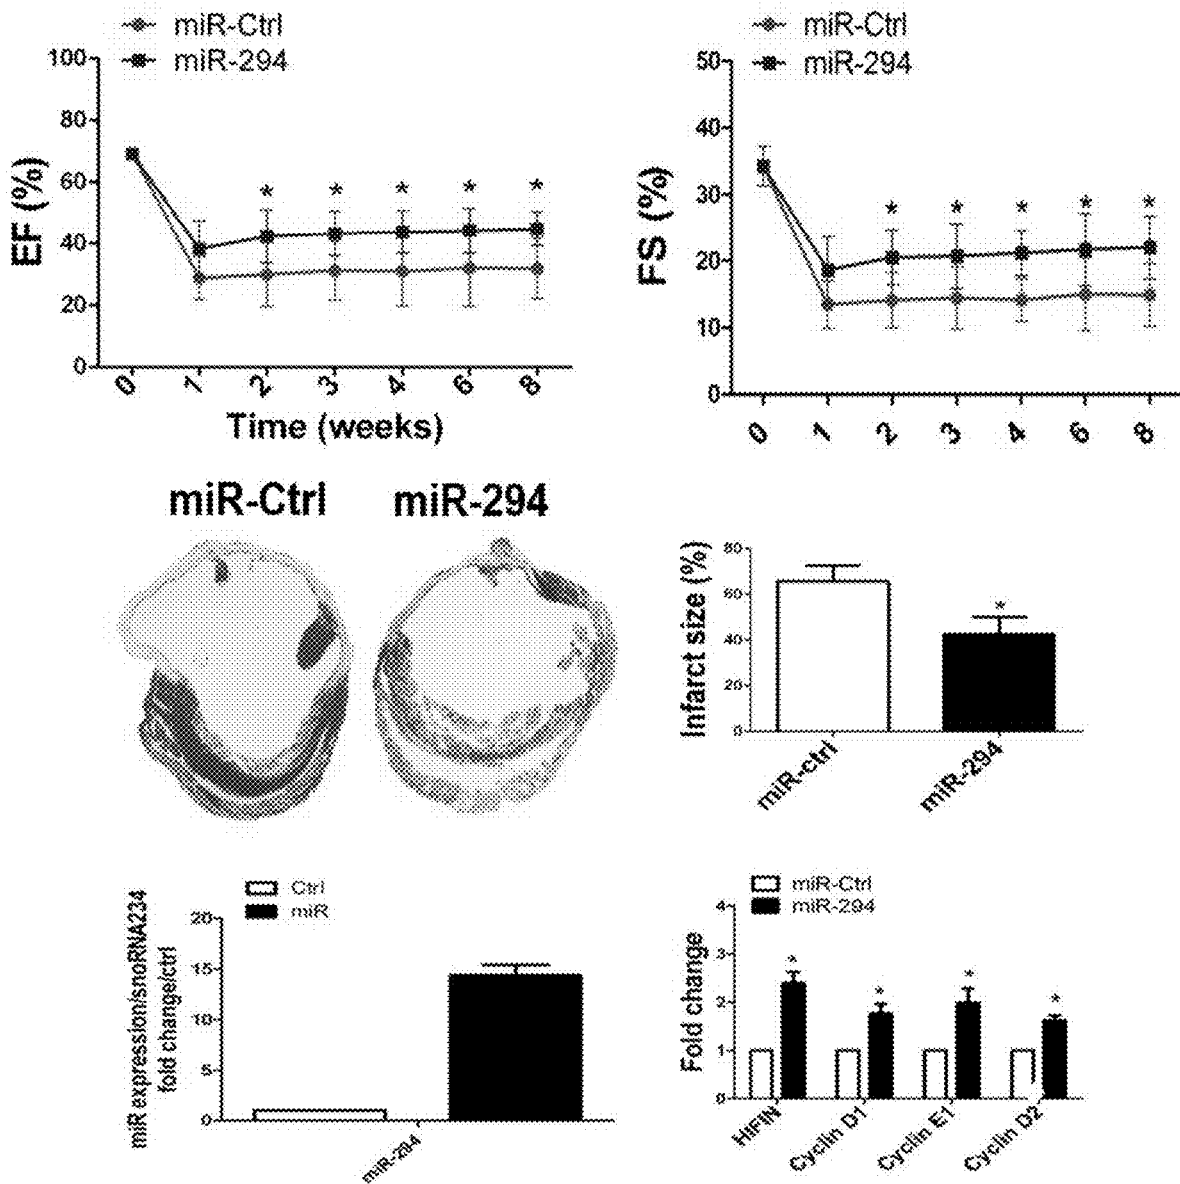 miR-Ctrl
miR-294
100
80
60
40
20
0
EF (%)
* * * * *
0 1 2 3 4 6 8
Time (weeks)
miR-Ctrl
miR-294
50
40
30
20
10
0
FS (%)
* * * * *
0 1 2 3 4 6 8
miR-Ctrl miR-294
80
60
40
20
0
Infarct size (%)
*
miR-ctrl miR-294
Ctrl
miR
20
15
10
5
0
miR expression/snoRNA234
fold change/ctrl
miR-294
miR-Ctrl
miR-294
4
3
2
1
0
Fold change
* * * *
Cyclin D1 Cyclin E1 Cyclin D2